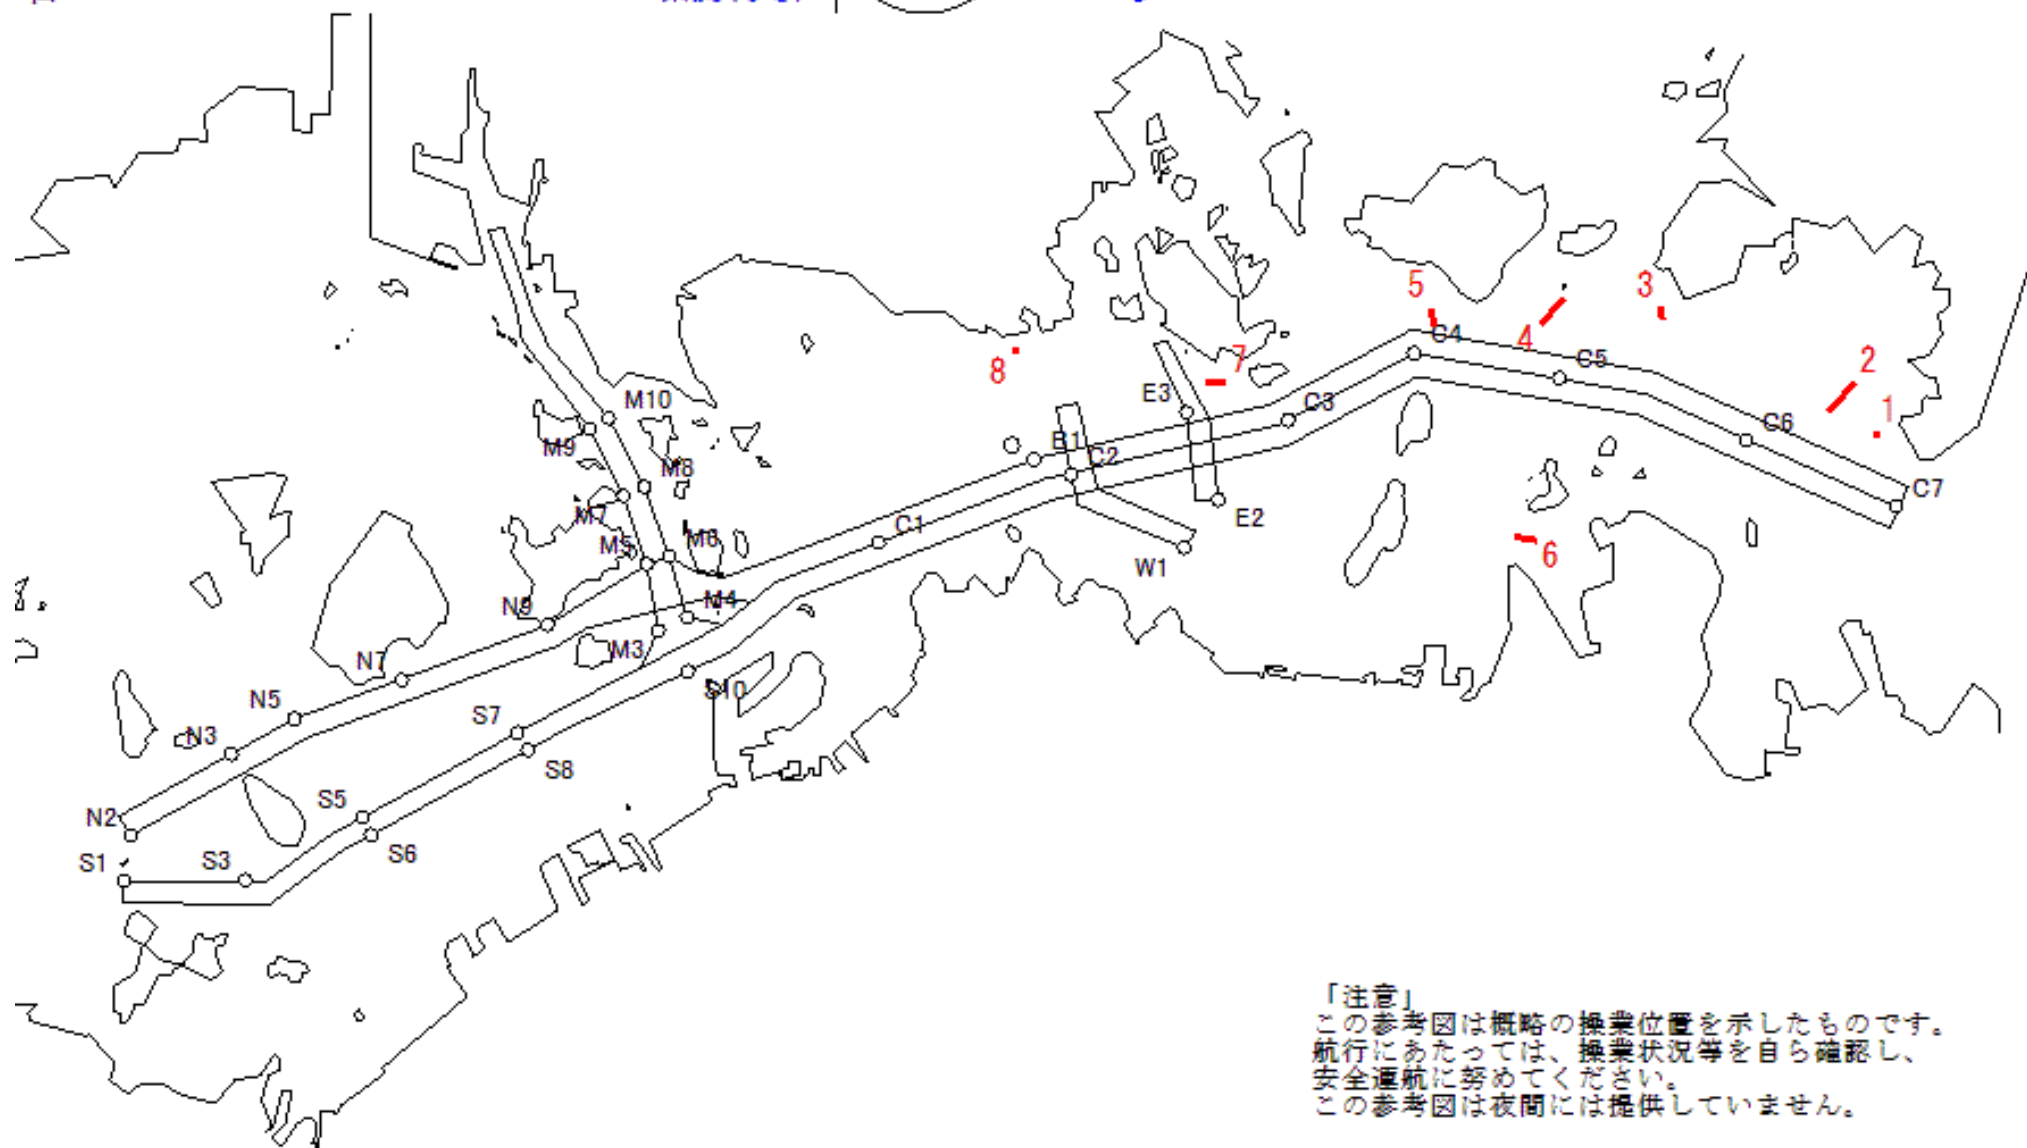 5
3
4
C4
C5
8
7
2
E3
C3
1
M10
C6
B1
M9
C2
M8
C7
M7
E2
C1
M5
M6
6
W1
N9
M4
M3
N7
S10
N5
S7
N3
S8
S5
N2
S6
S1
S3
「注意」
この参考図は概略の操業位置を示したものです。
航行にあたっては、操業状況等を自ら確認し、
安全運航に努めてください。
この参考図は夜間には提供していません。